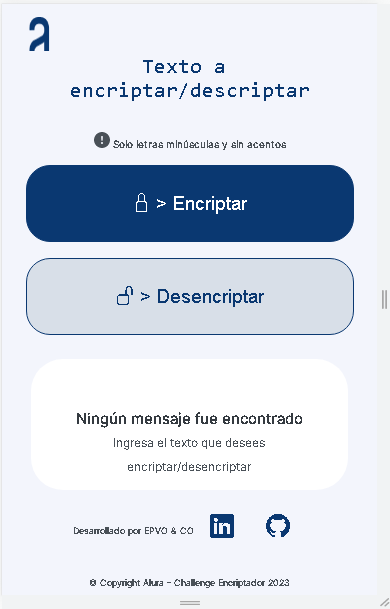 a
Texto a
encriptar/descriptar
! Solo letras minúsculas y sin acentos
> Encriptar
> Desencriptar
Ningún mensaje fue encontrado
Ingresa el texto que desees
encriptar/desencriptar
Desarrollado por EPVO & CO in
© Copyright Alura - Challenge Encriptador 2023